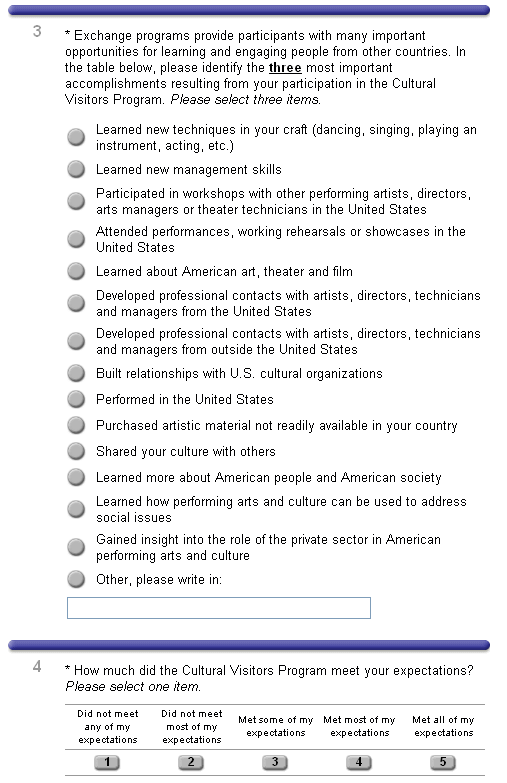 3
* Exchange programs provide participants with many important
opportunities for learning and engaging people from other countries. In
the table below, please identify the three most important
accomplishments resulting from your participation in the Cultural
Visitors Program. Please select three items.
Learned new techniques in your craft (dancing, singing, playing an
instrument, acting, etc.)
Learned new management skills
Participated in workshops with other performing artists, directors,
arts managers or theater technicians in the United States
Attended performances, working rehearsals or showcases in the
United States
Learned about American art, theater and film
Developed professional contacts with artists, directors, technicians
and managers from the United States
Developed professional contacts with artists, directors, technicians
and managers from outside the United States
Built relationships with U.S. cultural organizations
Performed in the United States
Purchased artistic material not readily available in your country
Shared your culture with others
Learned more about American people and American society
Learned how performing arts and culture can be used to address
social issues
Gained insight into the role of the private sector in American
performing arts and culture
Other, please write in:
4
* How much did the Cultural Visitors Program meet your expectations?
Please select one item.
Did not meet any of my expectations
Did not meet most of my expectations
Met some of my expectations
Met most of my expectations
Met all of my expectations
1 2 3 4 5